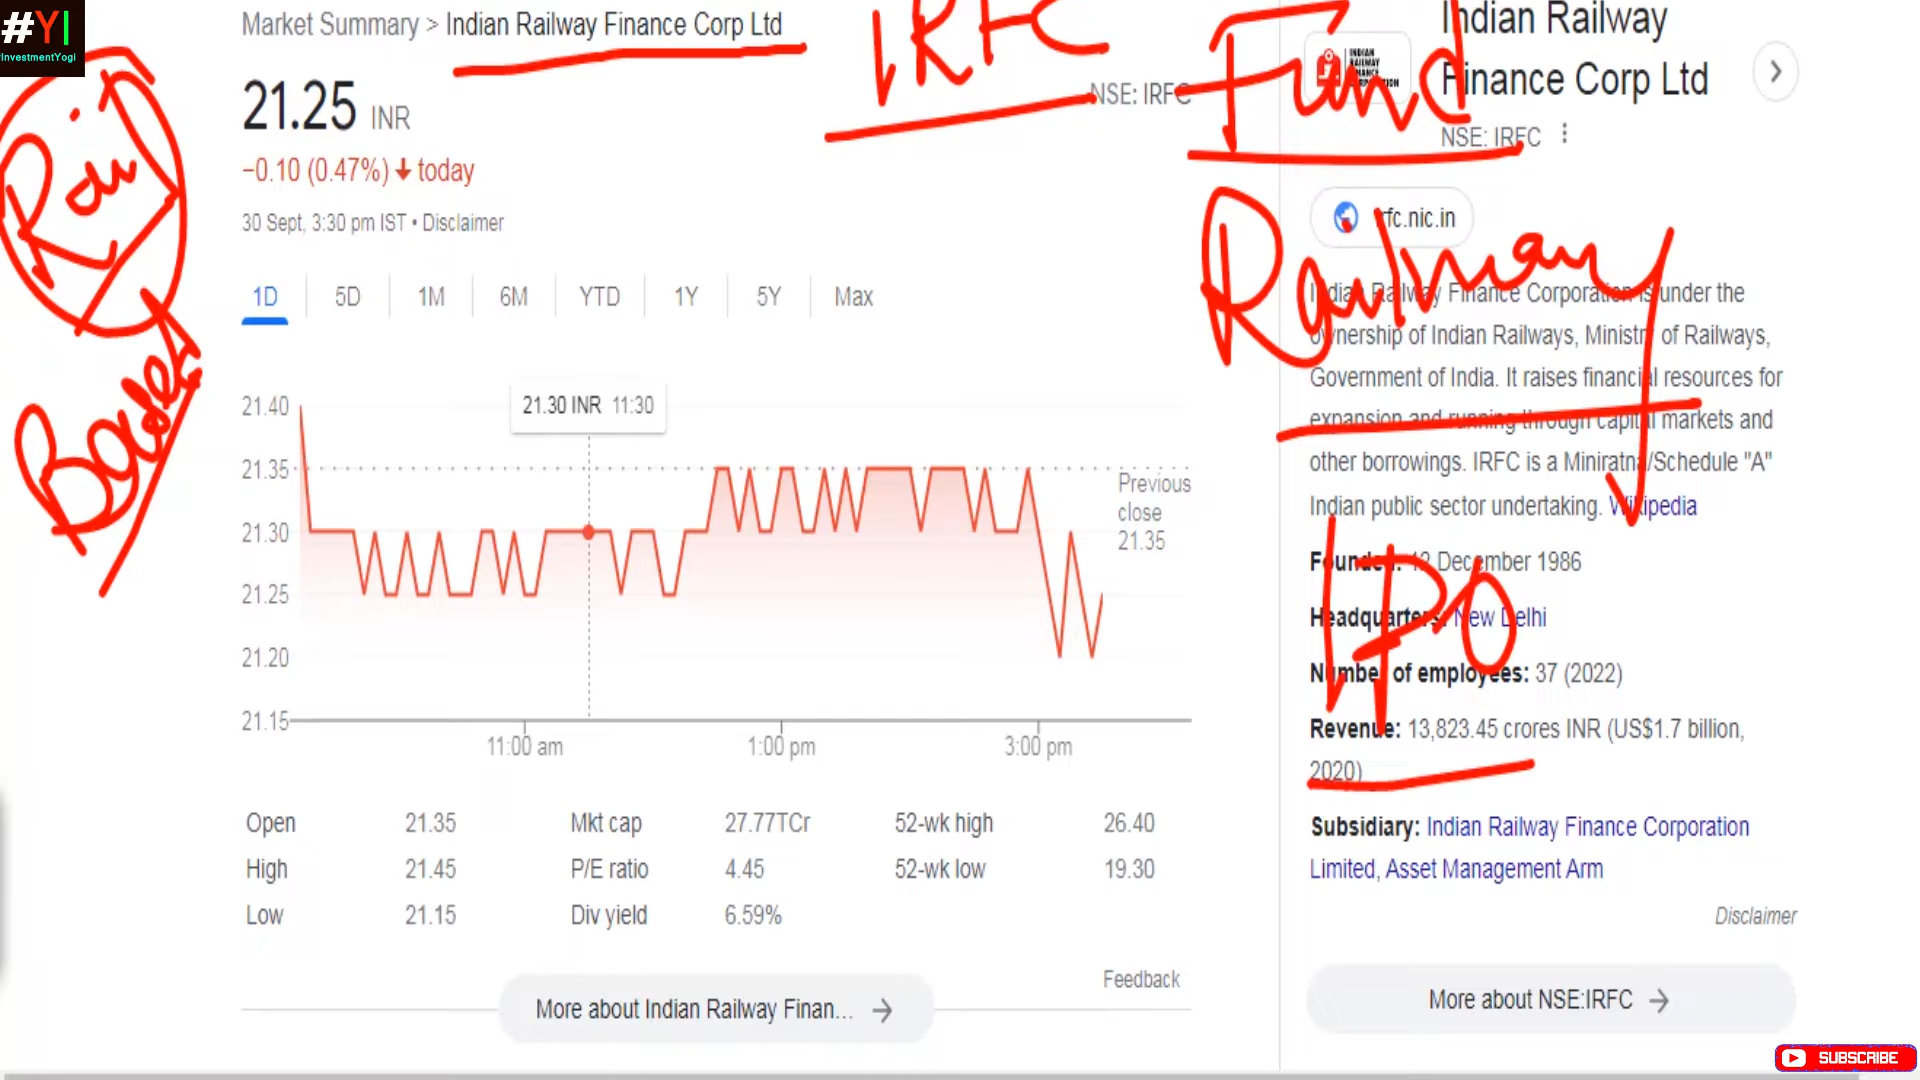 #YI
InvestmentYogi
Market Summary > Indian Railway Finance Corp Ltd
IRFC
Fund
Railway
IPO
Rail
Based
21.25 INR
−0.10 (0.47%) ↓ today
30 Sept, 3:30 pm IST • Disclaimer
NSE: IRFC
1D 5D 1M 6M YTD 1Y 5Y Max
21.30 INR 11:30
21.40
21.35
21.30
21.25
21.20
21.15
Previous
close
21.35
11:00 am 1:00 pm 3:00 pm
Open 21.35 Mkt cap 27.77TCr 52-wk high 26.40
High 21.45 P/E ratio 4.45 52-wk low 19.30
Low 21.15 Div yield 6.59%
Feedback
More about Indian Railway Finan... →
INDIAN
RAILWAY
FINANCE
CORPORATION
Indian Railway
Finance Corp Ltd
NSE: IRFC
irfc.nic.in
Indian Railway Finance Corporation is under the
ownership of Indian Railways, Ministry of Railways,
Government of India. It raises financial resources for
expansion and running through capital markets and
other borrowings. IRFC is a Miniratna/Schedule "A"
Indian public sector undertaking. Wikipedia
Founded: 12 December 1986
Headquarters: New Delhi
Number of employees: 37 (2022)
Revenue: 13,823.45 crores INR (US$1.7 billion,
2020)
Subsidiary: Indian Railway Finance Corporation
Limited, Asset Management Arm
Disclaimer
More about NSE:IRFC →
SUBSCRIBE